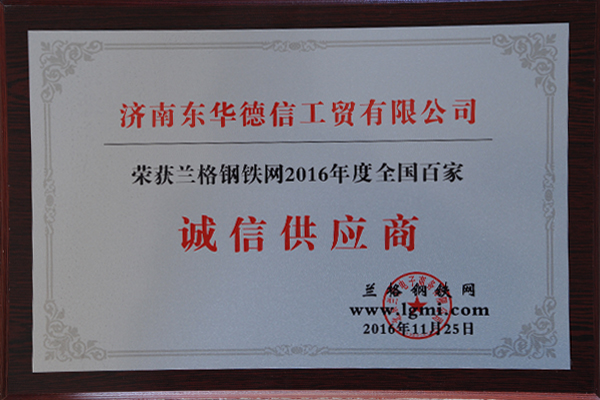 济南东华德信工贸有限公司
荣获兰格钢铁网2016年度全国百家
诚信供应商
兰格钢铁网
www.lgmi.com
2016年11月25日